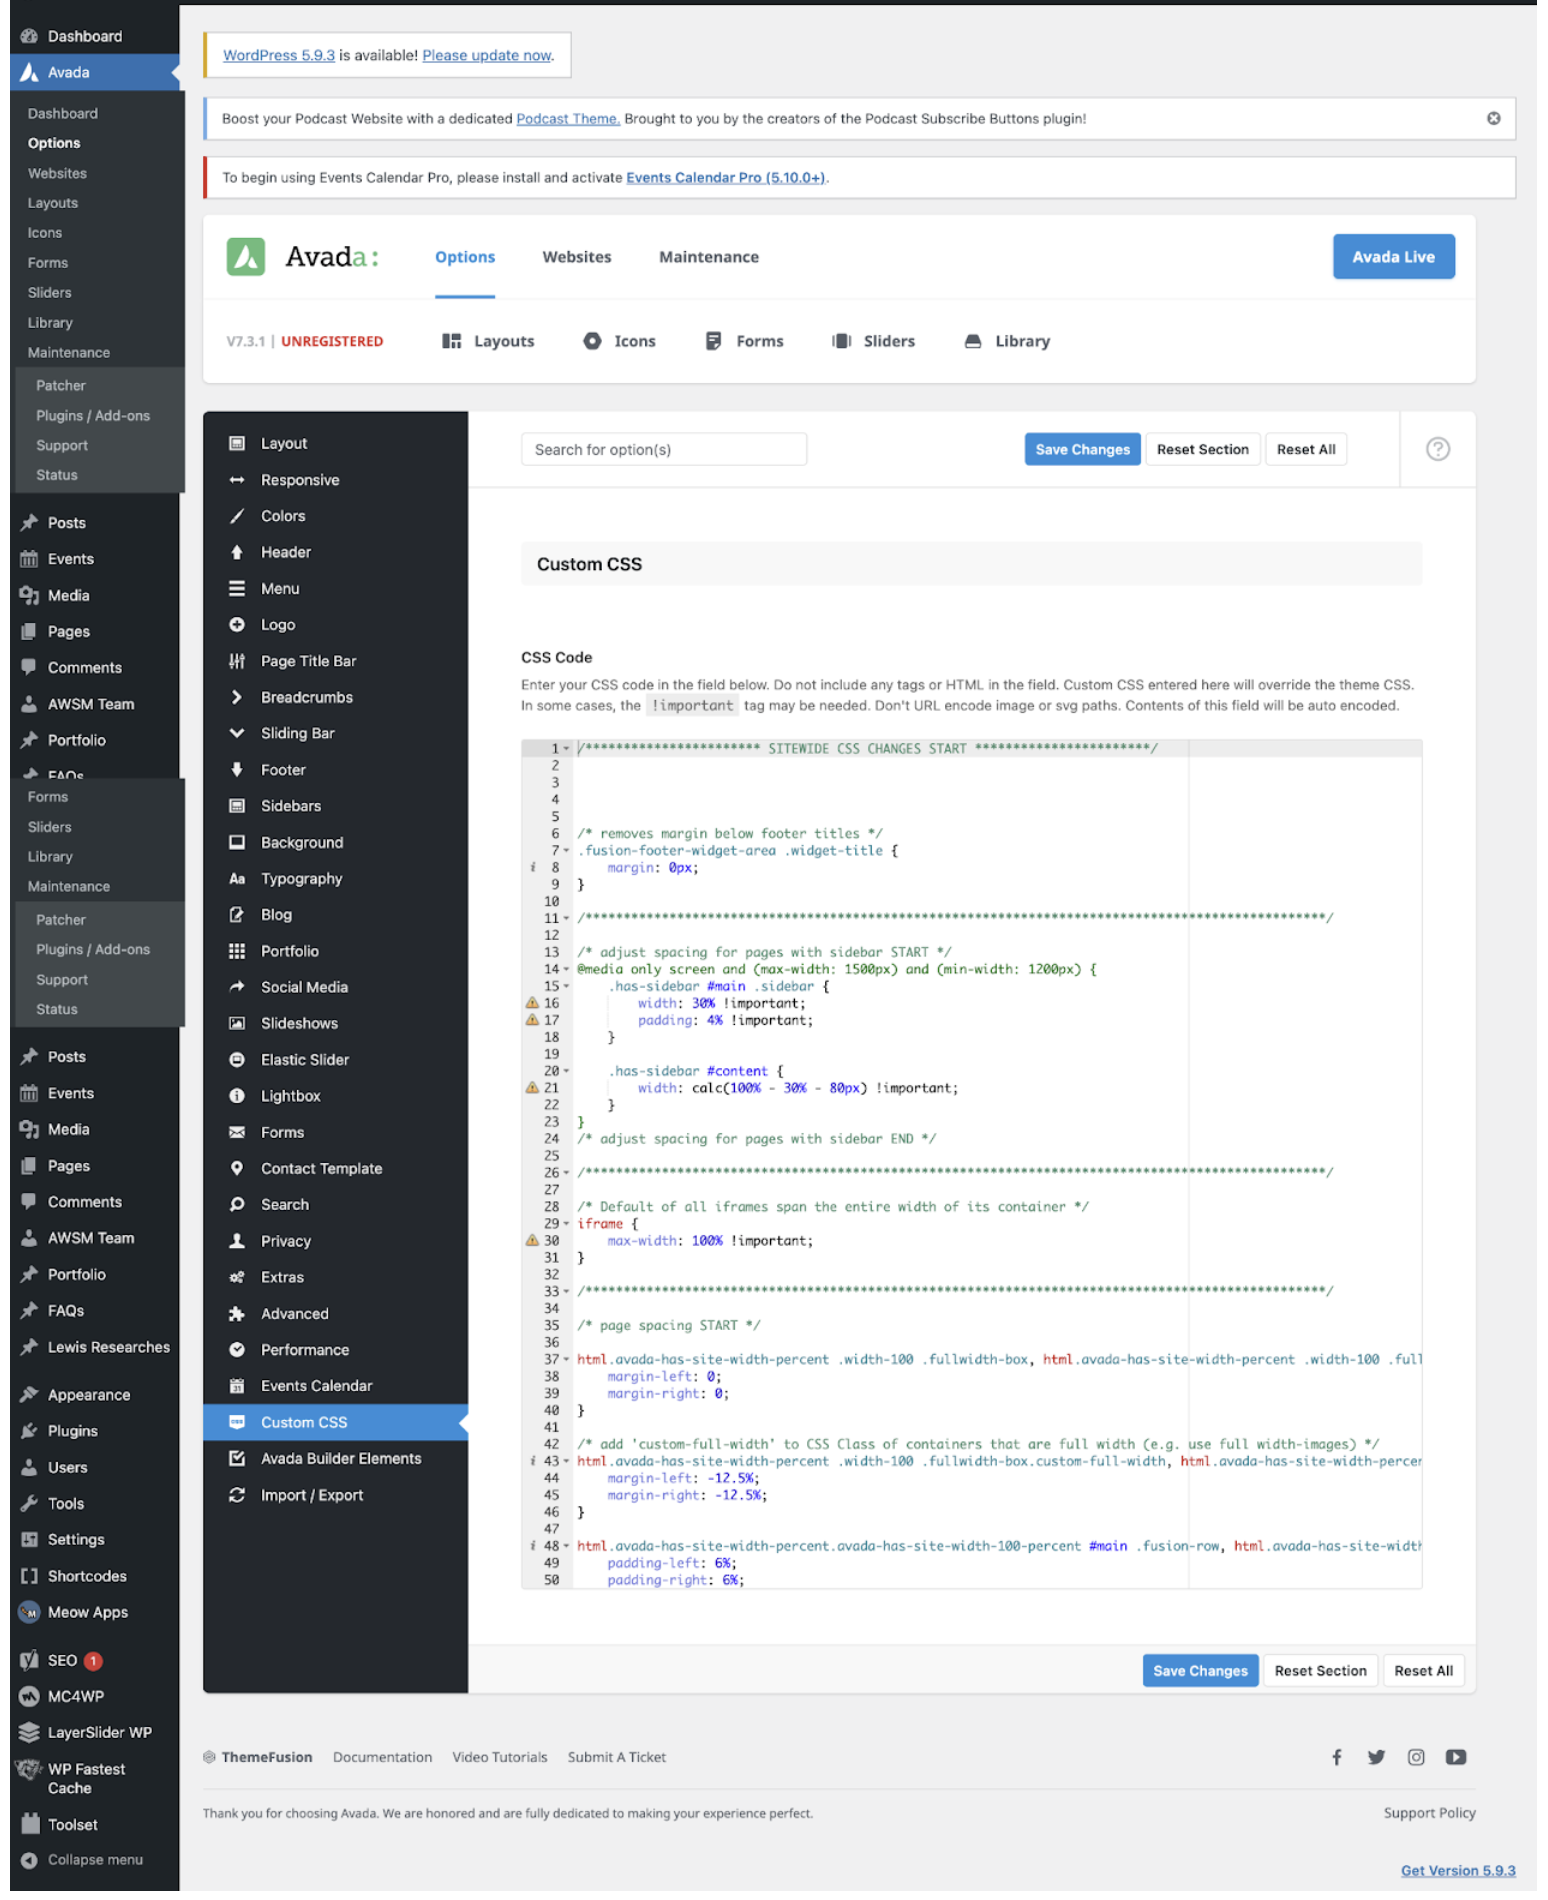 Dashboard
Avada
Dashboard
Options
Websites
Layouts
Icons
Forms
Sliders
Library
Maintenance
Patcher
Plugins / Add-ons
Support
Status
Posts
Events
Media
Pages
Comments
AWSM Team
Portfolio
FAQs
Forms
Sliders
Library
Maintenance
Patcher
Plugins / Add-ons
Support
Status
Posts
Events
Media
Pages
Comments
AWSM Team
Portfolio
FAQs
Lewis Researches
Appearance
Plugins
Users
Tools
Settings
Shortcodes
Meow Apps
SEO 1
MC4WP
LayerSlider WP
WP Fastest
Cache
Toolset
Collapse menu
WordPress 5.9.3 is available! Please update now.
Boost your Podcast Website with a dedicated Podcast Theme. Brought to you by the creators of the Podcast Subscribe Buttons plugin!
To begin using Events Calendar Pro, please install and activate Events Calendar Pro (5.10.0+).
Avada:
Options
Websites
Maintenance
Avada Live
V7.3.1 | UNREGISTERED
Layouts
Icons
Forms
Sliders
Library
Layout
Responsive
Colors
Header
Menu
Logo
Page Title Bar
Breadcrumbs
Sliding Bar
Footer
Sidebars
Background
Aa Typography
Blog
Portfolio
Social Media
Slideshows
Elastic Slider
Lightbox
Forms
Contact Template
Search
Privacy
Extras
Advanced
Performance
Events Calendar
Custom CSS
Avada Builder Elements
Import / Export
Search for option(s)
Save Changes
Reset Section
Reset All
Custom CSS
CSS Code
Enter your CSS code in the field below. Do not include any tags or HTML in the field. Custom CSS entered here will override the theme CSS.
In some cases, the !important tag may be needed. Don't URL encode image or svg paths. Contents of this field will be auto encoded.
1 /*********************** SITEWIDE CSS CHANGES START ***********************/
2
3
4
5
6 /* removes margin below footer titles */
7 .fusion-footer-widget-area .widget-title {
8 margin: 0px;
9 }
10
11 /**************************************************************************************************/
12
13 /* adjust spacing for pages with sidebar START */
14 @media only screen and (max-width: 1500px) and (min-width: 1200px) {
15 .has-sidebar #main .sidebar {
16 width: 30% !important;
17 padding: 4% !important;
18 }
19
20 .has-sidebar #content {
21 width: calc(100% - 30% - 80px) !important;
22 }
23 }
24 /* adjust spacing for pages with sidebar END */
25
26 /**************************************************************************************************/
27
28 /* Default of all iframes span the entire width of its container */
29 iframe {
30 max-width: 100% !important;
31 }
32
33 /**************************************************************************************************/
34
35 /* page spacing START */
36
37 html.avada-has-site-width-percent .width-100 .fullwidth-box, html.avada-has-site-width-percent .width-100 .full
38 margin-left: 0;
39 margin-right: 0;
40 }
41
42 /* add 'custom-full-width' to CSS Class of containers that are full width (e.g. use full width-images) */
43 html.avada-has-site-width-percent .width-100 .fullwidth-box.custom-full-width, html.avada-has-site-width-percer
44 margin-left: -12.5%;
45 margin-right: -12.5%;
46 }
47
48 html.avada-has-site-width-percent.avada-has-site-width-100-percent #main .fusion-row, html.avada-has-site-widt
49 padding-left: 6%;
50 padding-right: 6%;
Save Changes
Reset Section
Reset All
ThemeFusion
Documentation
Video Tutorials
Submit A Ticket
Thank you for choosing Avada. We are honored and are fully dedicated to making your experience perfect.
Support Policy
Get Version 5.9.3